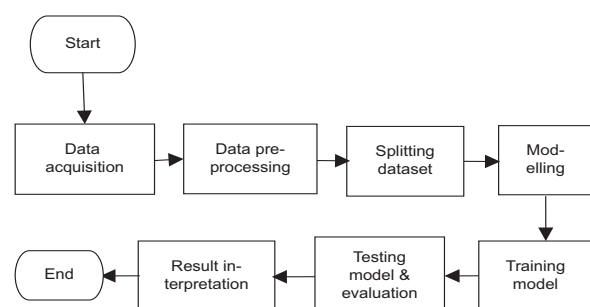 Start
Data
acquisition
Data pre-
processing
Splitting
dataset
Mod-
elling
Training
model
Testing
model &
evaluation
Result in-
terpretation
End